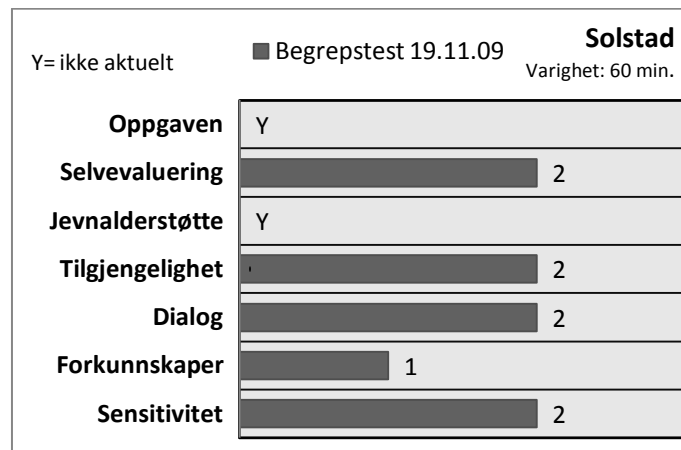 Y= ikke aktuelt
Begrepstest 19.11.09
Solstad
Varighet: 60 min.
Oppgaven Y
Selvevaluering 2
Jevnalderstøtte Y
Tilgjengelighet 2
Dialog 2
Forkunnskaper 1
Sensitivitet 2